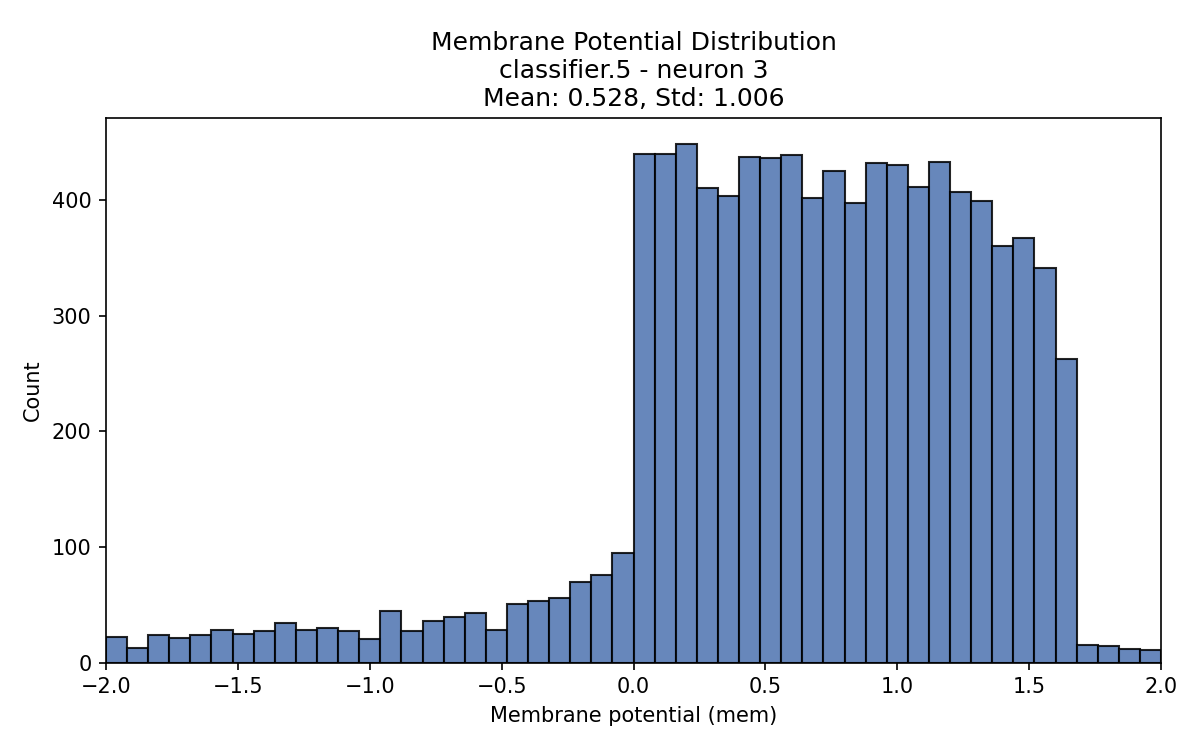 Membrane Potential Distribution
classifier.5 - neuron 3
Mean: 0.528, Std: 1.006
Count
400
300
200
100
0
−2.0 −1.5 −1.0 −0.5 0.0 0.5 1.0 1.5 2.0
Membrane potential (mem)